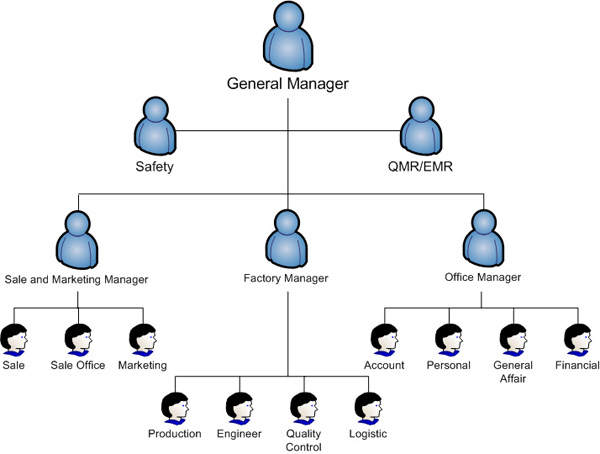 General Manager
Safety
QMR/EMR
Sale and Marketing Manager
Factory Manager
Office Manager
Sale
Sale Office
Marketing
Account
Personal
General
Affair
Financial
Production
Engineer
Quality
Control
Logistic